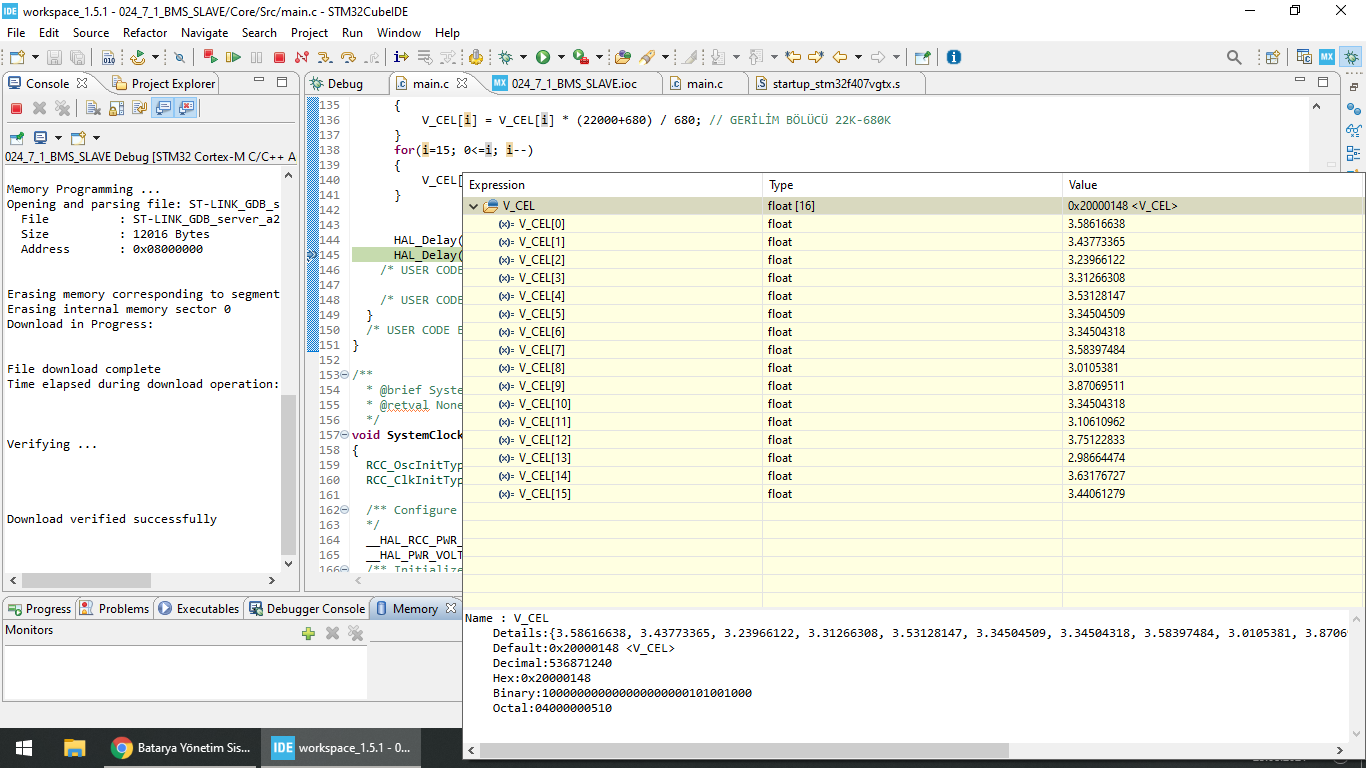 workspace_1.5.1 - 024_7_1_BMS_SLAVE/Core/Src/main.c - STM32CubeIDE
File Edit Source Refactor Navigate Search Project Run Window Help
Console Project Explorer
024_7_1_BMS_SLAVE Debug [STM32 Cortex-M C/C++ A
Memory Programming ...
Opening and parsing file: ST-LINK_GDB_s
File : ST-LINK_GDB_server_a2
Size : 12016 Bytes
Address : 0x08000000
Erasing memory corresponding to segment
Erasing internal memory sector 0
Download in Progress:
File download complete
Time elapsed during download operation:
Verifying ...
Download verified successfully
Debug main.c 024_7_1_BMS_SLAVE.ioc main.c startup_stm32f407vgtx.s
135 {
136 V_CEL[i] = V_CEL[i] * (22000+680) / 680; // GERİLİM BÖLÜCÜ 22K-680K
137 }
138 for(i=15; 0<=i; i--)
139 {
140 V_CEL[
141 }
142
143
144 HAL_Delay(
145 HAL_Delay(
146 /* USER CODE
147
148 /* USER CODE
149 }
150 /* USER CODE E
151 }
152
153 /**
154 * @brief Syste
155 * @retval None
156 */
157 void SystemClock
158 {
159 RCC_OscInitTyp
160 RCC_ClkInitTyp
161
162 /** Configure
163 */
164 __HAL_RCC_PWR_
165 __HAL_PWR_VOLT
166 /** Initialize
Expression Type Value
V_CEL float [16] 0x20000148 <V_CEL>
(x)= V_CEL[0] float 3.58616638
(x)= V_CEL[1] float 3.43773365
(x)= V_CEL[2] float 3.23966122
(x)= V_CEL[3] float 3.31266308
(x)= V_CEL[4] float 3.53128147
(x)= V_CEL[5] float 3.34504509
(x)= V_CEL[6] float 3.34504318
(x)= V_CEL[7] float 3.58397484
(x)= V_CEL[8] float 3.0105381
(x)= V_CEL[9] float 3.87069511
(x)= V_CEL[10] float 3.34504318
(x)= V_CEL[11] float 3.10610962
(x)= V_CEL[12] float 3.75122833
(x)= V_CEL[13] float 2.98664474
(x)= V_CEL[14] float 3.63176727
(x)= V_CEL[15] float 3.44061279
Name : V_CEL
Details:{3.58616638, 3.43773365, 3.23966122, 3.31266308, 3.53128147, 3.34504509, 3.34504318, 3.58397484, 3.0105381, 3.8706
Default:0x20000148 <V_CEL>
Decimal:536871240
Hex:0x20000148
Binary:100000000000000000000101001000
Octal:04000000510
Progress Problems Executables Debugger Console Memory
Monitors
Batarya Yönetim Sis...
IDE workspace_1.5.1 - 0...